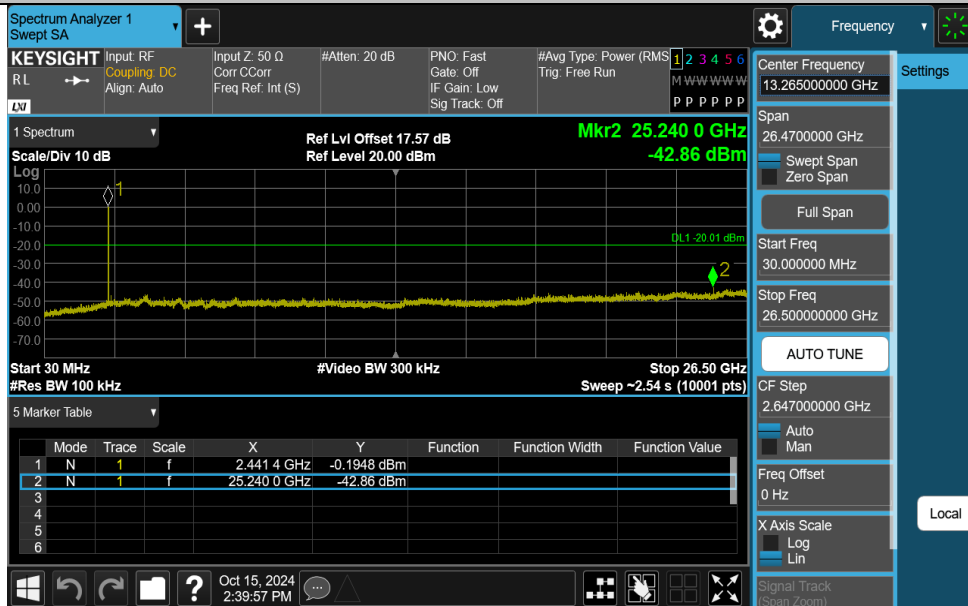 Spectrum Analyzer 1
Swept SA
+
Frequency
KEYSIGHT
RL
LXI
Input: RF
Coupling: DC
Align: Auto
Input Z: 50 Ω
Corr CCorr
Freq Ref: Int (S)
#Atten: 20 dB
PNO: Fast
Gate: Off
IF Gain: Low
Sig Track: Off
#Avg Type: Power (RMS
Trig: Free Run
1 2 3 4 5 6
M W W W W W
P P P P P P
1 Spectrum
Scale/Div 10 dB
Ref Lvl Offset 17.57 dB
Ref Level 20.00 dBm
Mkr2 25.240 0 GHz
-42.86 dBm
Log
10.0
0.00
-10.0
-20.0
-30.0
-40.0
-50.0
-60.0
-70.0
1
DL1 -20.01 dBm
2
Start 30 MHz
#Video BW 300 kHz
Stop 26.50 GHz
#Res BW 100 kHz
Sweep ~2.54 s (10001 pts)
5 Marker Table
Mode Trace Scale X Y Function Function Width Function Value
1 N 1 f 2.441 4 GHz -0.1948 dBm
2 N 1 f 25.240 0 GHz -42.86 dBm
3
4
5
6
Center Frequency
13.265000000 GHz
Settings
Span
26.4700000 GHz
Swept Span
Zero Span
Full Span
Start Freq
30.000000 MHz
Stop Freq
26.500000000 GHz
AUTO TUNE
CF Step
2.647000000 GHz
Auto
Man
Freq Offset
0 Hz
Local
X Axis Scale
Log
Lin
Signal Track
(Span Zoom)
?
Oct 15, 2024
2:39:57 PM